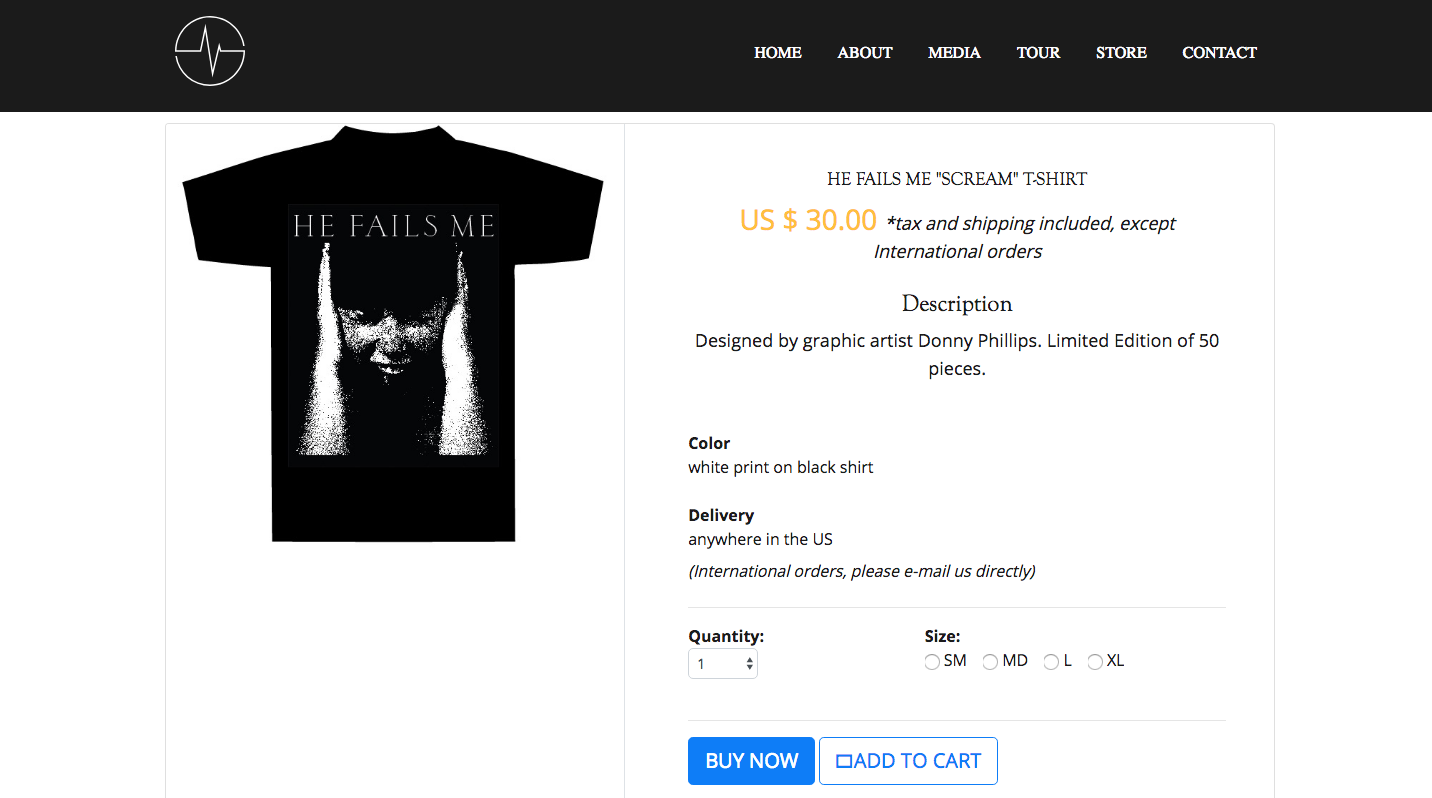 HOME ABOUT MEDIA TOUR STORE CONTACT
HE FAILS ME
HE FAILS ME "SCREAM" T-SHIRT
US $ 30.00 *tax and shipping included, except
International orders
Description
Designed by graphic artist Donny Phillips. Limited Edition of 50
pieces.
Color
white print on black shirt
Delivery
anywhere in the US
(International orders, please e-mail us directly)
Quantity: Size:
1 SM MD L XL
BUY NOW ADD TO CART